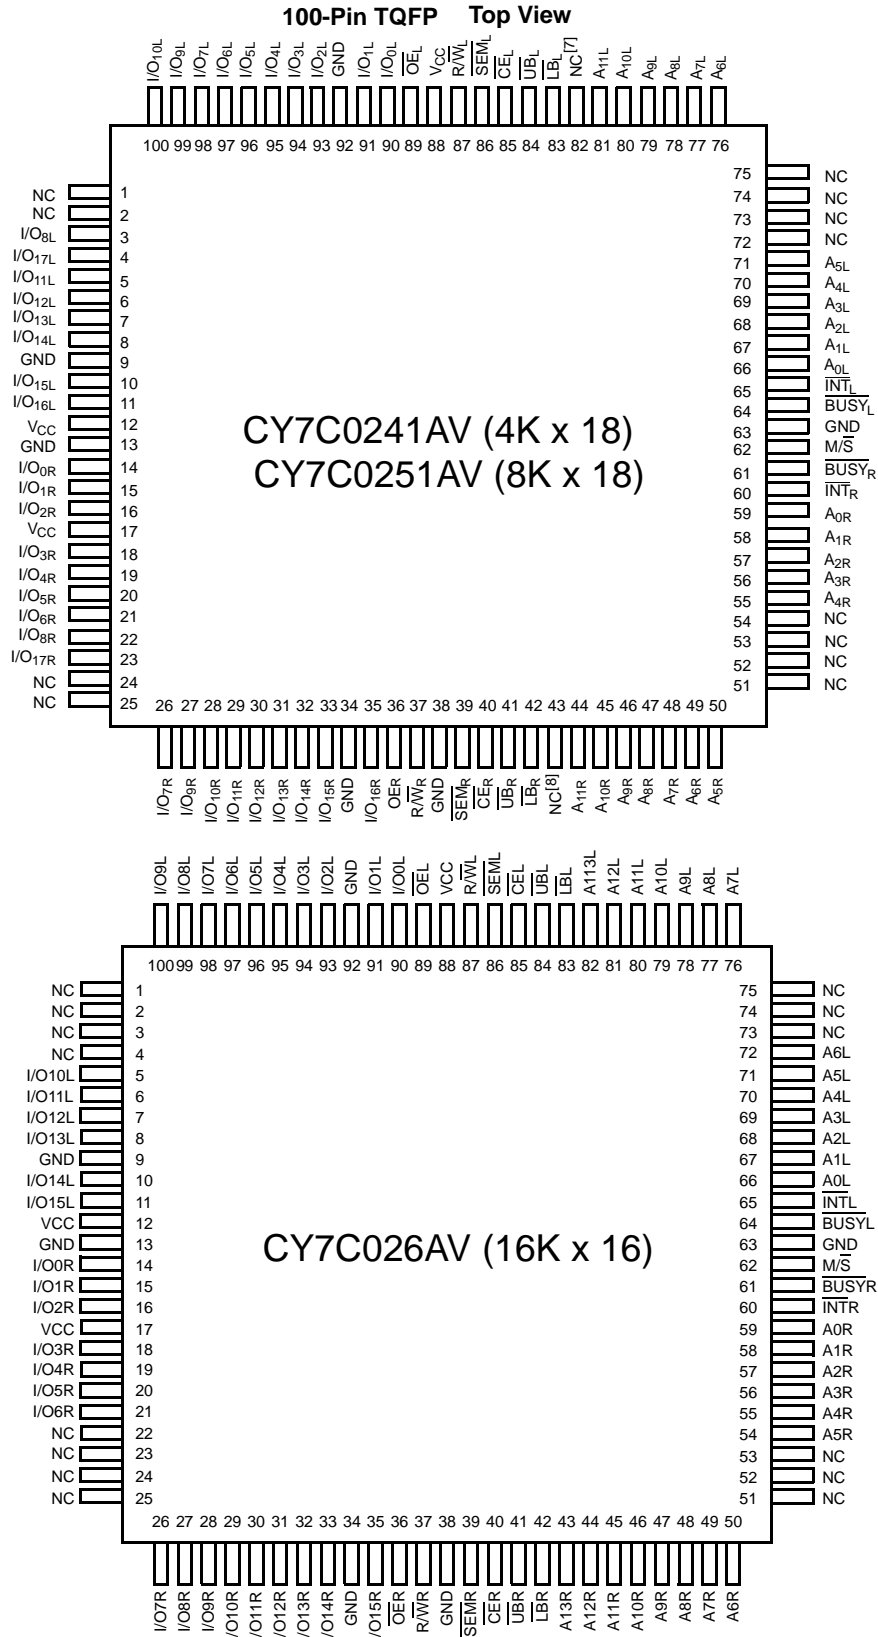 100-Pin TQFP Top View
I/O10L I/O9L I/O7L I/O6L I/O5L I/O4L I/O3L I/O2L GND I/O1L I/O0L OEL VCC R/WL SEML CEL UBL LBL NC[7] A11L A10L A9L A8L A7L A6L
100 99 98 97 96 95 94 93 92 91 90 89 88 87 86 85 84 83 82 81 80 79 78 77 76
75 NC
NC 1 74 NC
NC 2 73 NC
I/O8L 3 72 NC
I/O17L 4 71 A5L
I/O11L 5 70 A4L
I/O12L 6 69 A3L
I/O13L 7 68 A2L
I/O14L 8 67 A1L
GND 9 66 A0L
I/O15L 10 65 INTL
I/O16L 11 64 BUSYL
VCC 12 63 GND
GND 13 62 M/S
CY7C0241AV (4K x 18)
I/O0R 14 61 BUSYR
CY7C0251AV (8K x 18)
I/O1R 15 60 INTR
I/O2R 16 59 A0R
VCC 17 58 A1R
I/O3R 18 57 A2R
I/O4R 19 56 A3R
I/O5R 20 55 A4R
I/O6R 21 54 NC
I/O8R 22 53 NC
I/O17R 23 52 NC
NC 24 51 NC
NC 25
26 27 28 29 30 31 32 33 34 35 36 37 38 39 40 41 42 43 44 45 46 47 48 49 50
I/O7R I/O9R I/O10R I/O11R I/O12R I/O13R I/O14R I/O15R GND I/O16R OER R/WR GND SEMR CER UBR LBR NC[8] A11R A10R A9R A8R A7R A6R A5R
I/O9L I/O8L I/O7L I/O6L I/O5L I/O4L I/O3L I/O2L GND I/O1L I/O0L OEL VCC R/WL SEML CEL UBL LBL A113L A12L A11L A10L A9L A8L A7L
100 99 98 97 96 95 94 93 92 91 90 89 88 87 86 85 84 83 82 81 80 79 78 77 76
NC 1 75 NC
NC 2 74 NC
NC 3 73 NC
NC 4 72 A6L
I/O10L 5 71 A5L
I/O11L 6 70 A4L
I/O12L 7 69 A3L
I/O13L 8 68 A2L
GND 9 67 A1L
I/O14L 10 66 A0L
I/O15L 11 65 INTL
VCC 12 64 BUSYL
GND 13 63 GND
CY7C026AV (16K x 16)
I/O0R 14 62 M/S
I/O1R 15 61 BUSYR
I/O2R 16 60 INTR
VCC 17 59 A0R
I/O3R 18 58 A1R
I/O4R 19 57 A2R
I/O5R 20 56 A3R
I/O6R 21 55 A4R
NC 22 54 A5R
NC 23 53 NC
NC 24 52 NC
NC 25 51 NC
26 27 28 29 30 31 32 33 34 35 36 37 38 39 40 41 42 43 44 45 46 47 48 49 50
I/O7R I/O8R I/O9R I/O10R I/O11R I/O12R I/O13R I/O14R GND I/O15R OER R/WR GND SEMR CER UBR LBR A13R A12R A11R A10R A9R A8R A7R A6R